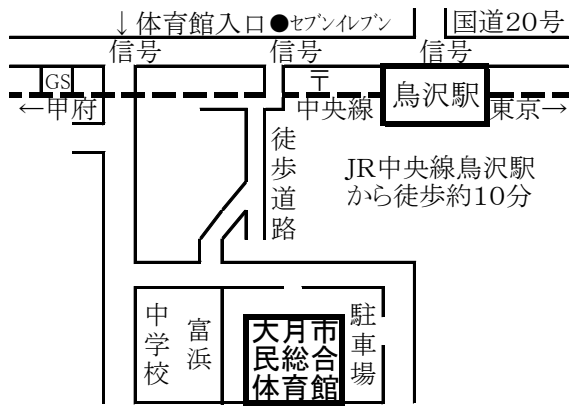 ↓体育館入口●セブンイレブン
国道20号
信号
信号
信号
GS
〒
鳥沢駅
←甲府
中央線
東京→
徒歩道路
JR中央線鳥沢駅
から徒歩約10分
富浜
中学校
大月市
民総合
体育館
駐車場